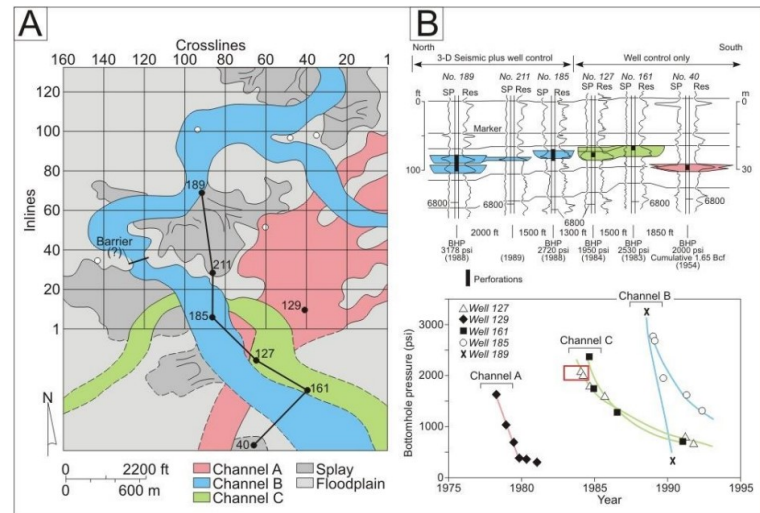 A
Crosslines
160 140 120 100 80 60 40 20 1
Inlines
120
100
80
60
40
20
1
189
Barrier
(?)
211
129
185
127
161
40
N
0 2200 ft
0 600 m
Channel A
Channel B
Channel C
Splay
Floodplain
B
North
South
3-D Seismic plus well control
Well control only
No. 189 No. 211 No. 185 No. 127 No. 161 No. 40
ft SP Res SP Res SP Res SP Res SP Res SP Res m
0 0
Marker
100 30
6800 6800 6800 6800 6800
2000 ft 1500 ft 1300 ft 1500 ft 1850 ft
BHP BHP BHP BHP BHP
3178 psi 2720 psi 1950 psi 2530 psi 2000 psi
(1988) (1989) (1988) (1984) (1983) Cumulative 1.65 Bcf
(1954)
Perforations
Channel B
Well 127
Well 129
Well 161
Well 185
Well 189
Channel C
Channel A
Bottomhole pressure (psi)
3000
2000
1000
0
1975 1980 1985 1990 1995
Year